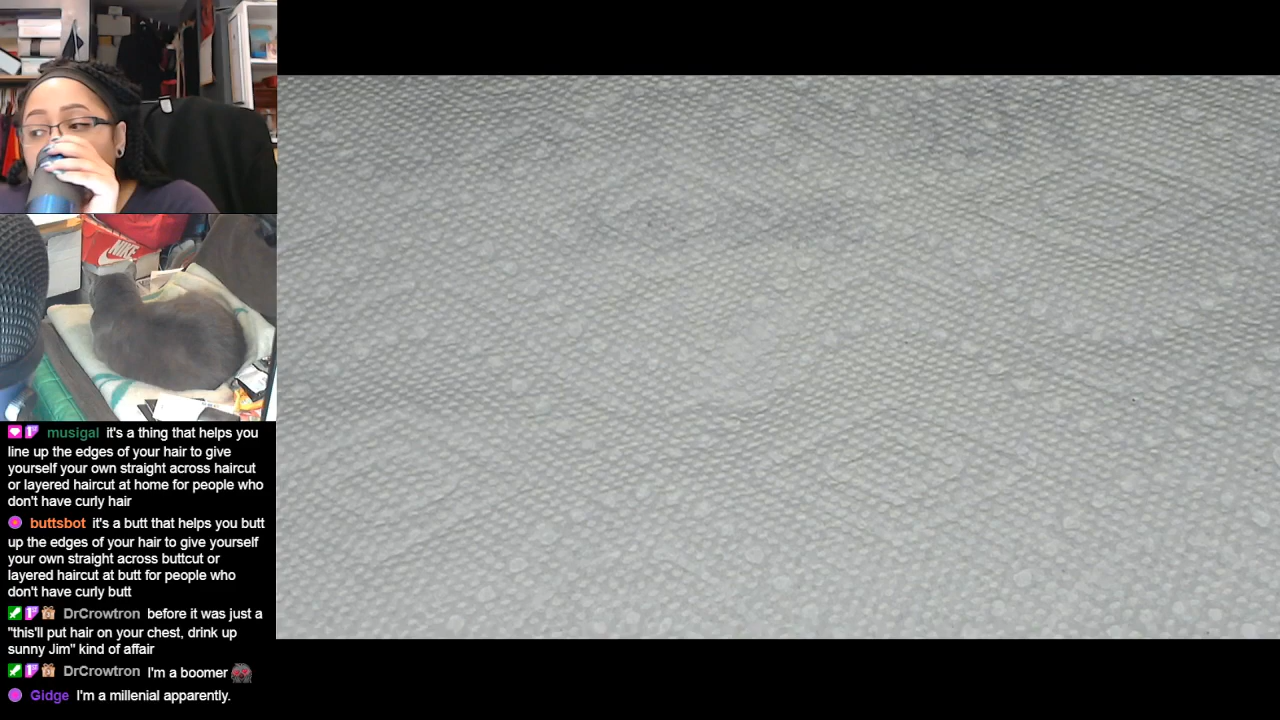 NIKE
musigal it's a thing that helps you
line up the edges of your hair to give
yourself your own straight across haircut
or layered haircut at home for people who
don't have curly hair
buttsbot it's a butt that helps you butt
up the edges of your hair to give yourself
your own straight across buttcut or
layered haircut at butt for people who
don't have curly butt
DrCrowtron before it was just a
"this'll put hair on your chest, drink up
sunny Jim" kind of affair
DrCrowtron I'm a boomer
Gidge I'm a millenial apparently.